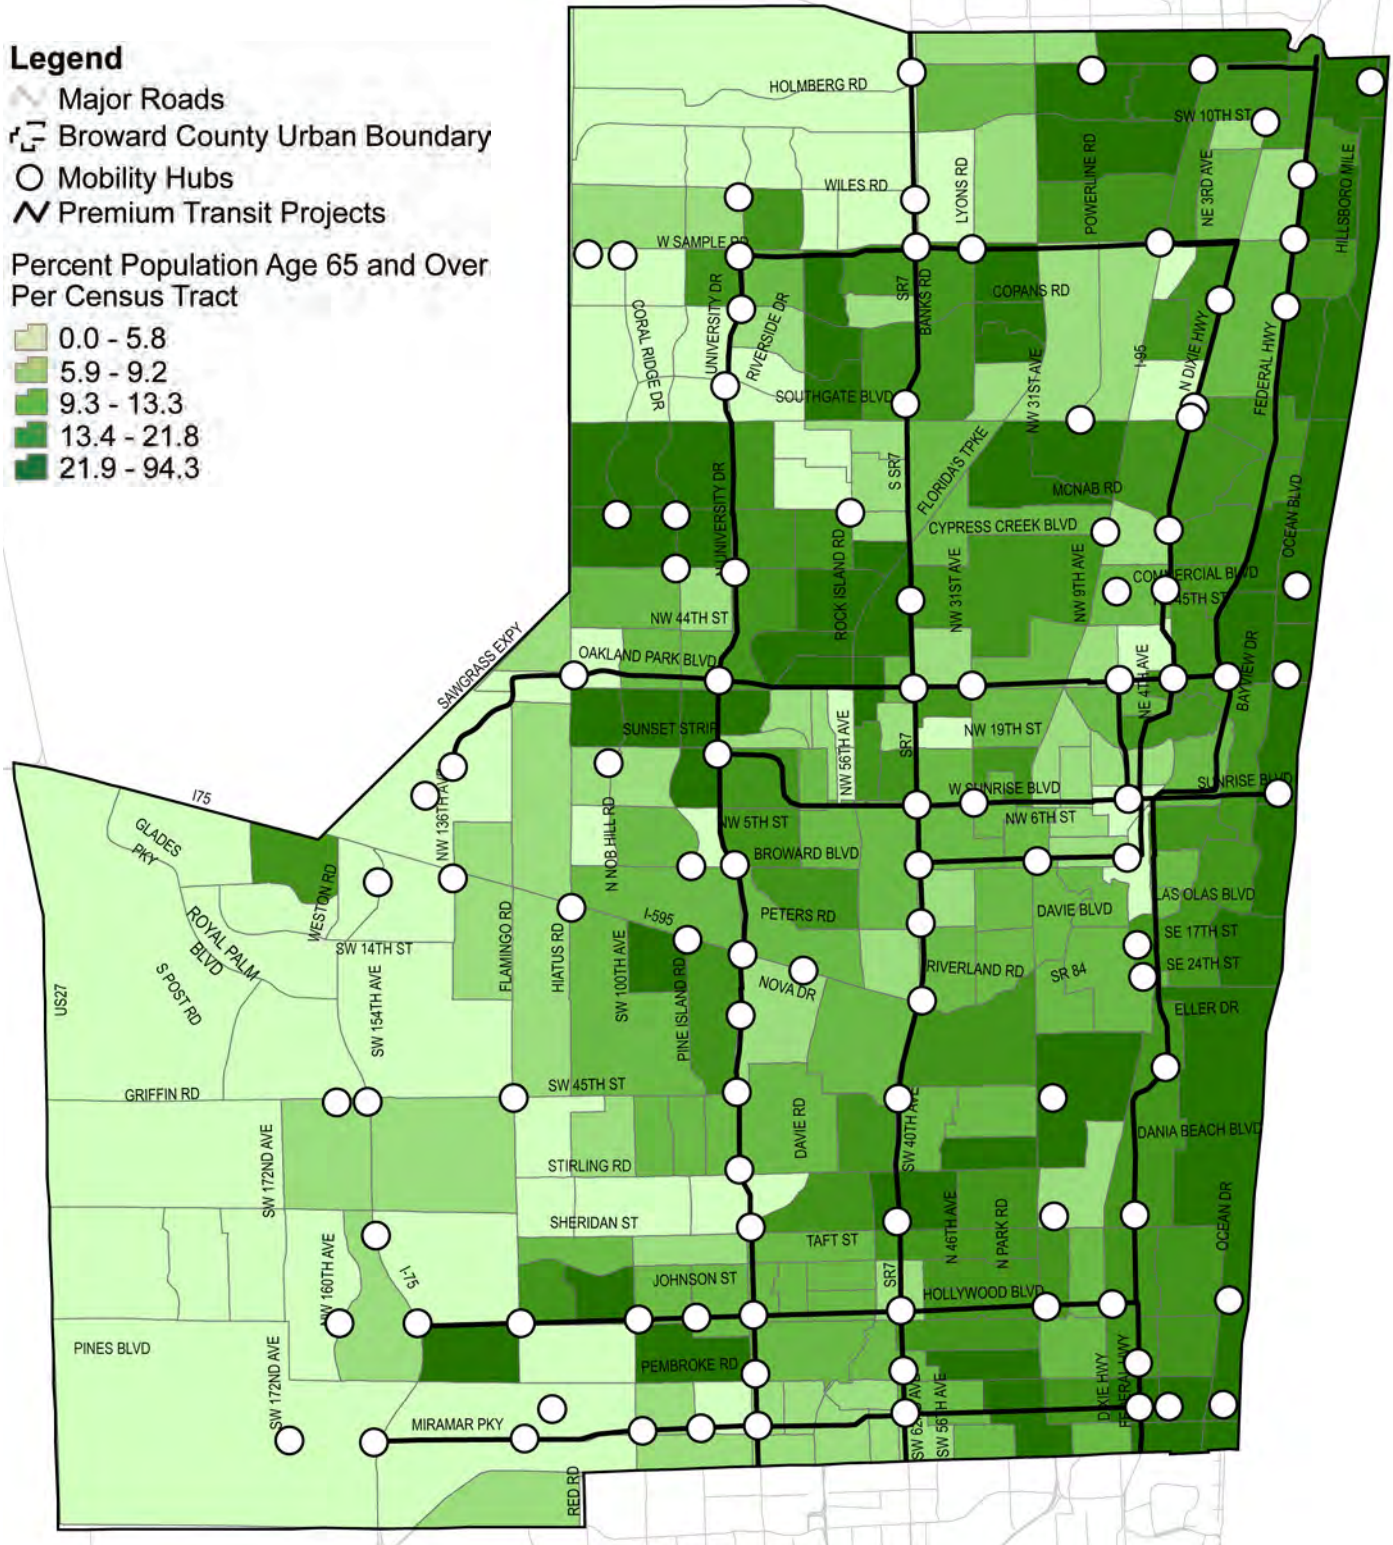 Legend
Major Roads
Broward County Urban Boundary
Mobility Hubs
Premium Transit Projects
Percent Population Age 65 and Over
Per Census Tract
0.0 - 5.8
5.9 - 9.2
9.3 - 13.3
13.4 - 21.8
21.9 - 94.3
HOLMBERG RD
SW 10TH ST
POWERLINE RD
NE 3RD AVE
HILLSBORO MILE
LYONS RD
WILES RD
W SAMPLE RD
SR7
BANKS RD
COPANS RD
CORAL RIDGE DR
UNIVERSITY DR
RIVERSIDE DR
NW 31ST AVE
I-95
N DIXIE HWY
FEDERAL HWY
SOUTHGATE BLVD
S SR7
FLORIDA'S TPKE
MCNAB RD
N UNIVERSITY DR
CYPRESS CREEK BLVD
OCEAN BLVD
ROCK ISLAND RD
NW 31ST AVE
NW 9TH AVE
COMMERCIAL BLVD
45TH ST
NW 44TH ST
SAWGRASS EXPY
OAKLAND PARK BLVD
NE 4TH AVE
BAYVIEW DR
SUNSET STRIP
NW 56TH AVE
SR7
NW 19TH ST
I75
NW 136TH AVE
W SUNRISE BLVD
SUNRISE BLVD
GLADES
PKY
N NOB HILL RD
NW 5TH ST
NW 6TH ST
BROWARD BLVD
WESTON RD
LAS OLAS BLVD
ROYAL PALM
BLVD
FLAMINGO RD
HIATUS RD
I-595
PETERS RD
DAVIE BLVD
SW 14TH ST
SE 17TH ST
S POST RD
US27
SW 154TH AVE
SW 100TH AVE
PINE ISLAND RD
NOVA DR
RIVERLAND RD
SR 84
SE 24TH ST
ELLER DR
GRIFFIN RD
SW 45TH ST
SW 172ND AVE
DAVIE RD
SW 40TH AVE
DANIA BEACH BLVD
STIRLING RD
SHERIDAN ST
TAFT ST
N 46TH AVE
N PARK RD
OCEAN DR
NW 160TH AVE
I-75
JOHNSON ST
SR7
HOLLYWOOD BLVD
PINES BLVD
SW 172ND AVE
PEMBROKE RD
DIXIE HWY
FEDERAL HWY
MIRAMAR PKY
SW 62ND AVE
SW 56TH AVE
RED RD